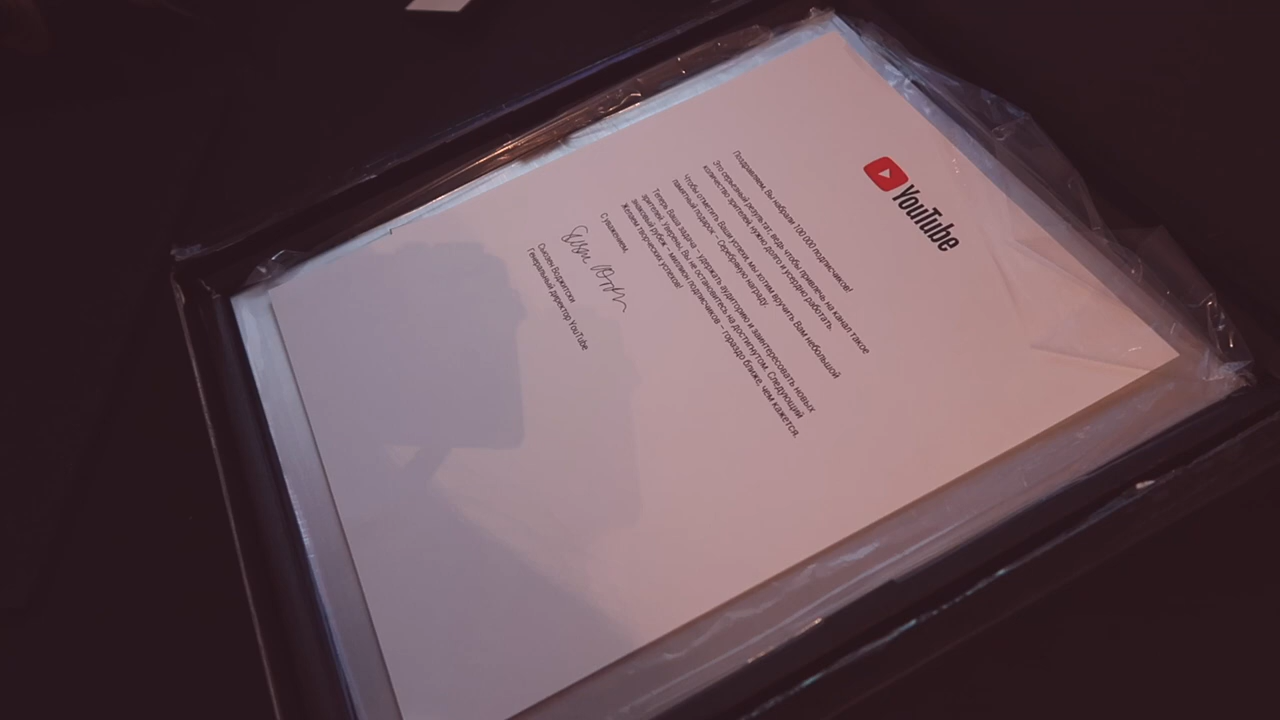 YouTube
Поздравляем, Вы набрали 100 000 подписчиков!
Это серьезный результат, ведь чтобы привлечь на канал такое
количество зрителей, нужно долго и усердно работать.
Чтобы отметить Ваши успехи, мы хотим вручить Вам небольшой
памятный подарок – Серебряную награду.
Теперь Ваша задача – удержать аудиторию и заинтересовать новых
зрителей. Уверены, Вы не остановитесь на достигнутом. Следующий
знаковый рубеж – миллион подписчиков – гораздо ближе, чем кажется.
Желаем творческих успехов!
С уважением,
Сьюзен Воджитски
Генеральный директор YouTube